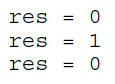 res = 0
res = 1
res = 0